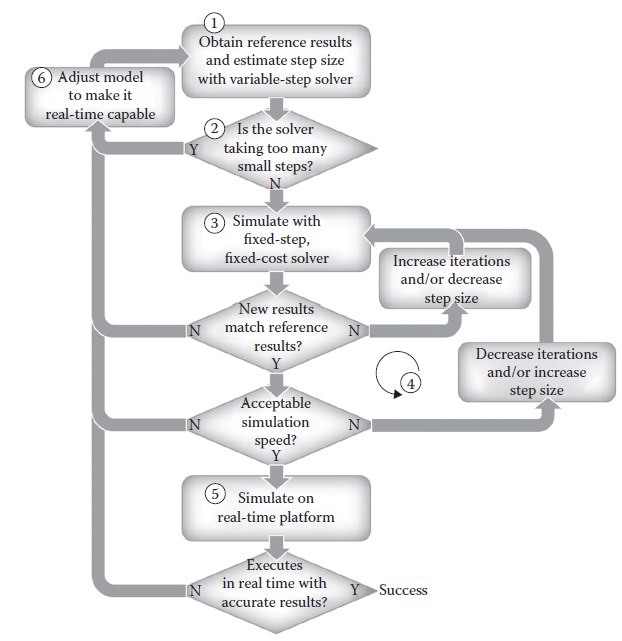 1
Obtain reference results
and estimate step size
with variable-step solver
6 Adjust model
to make it
real-time capable
2 Is the solver
taking too many
small steps?
Y
N
3 Simulate with
fixed-step,
fixed-cost solver
Increase iterations
and/or decrease
step size
New results
match reference
results?
N
N
Y
Decrease iterations
and/or increase
step size
4
Acceptable
simulation
speed?
N
N
Y
5 Simulate on
real-time platform
Executes
in real time with
accurate results?
N
Y Success